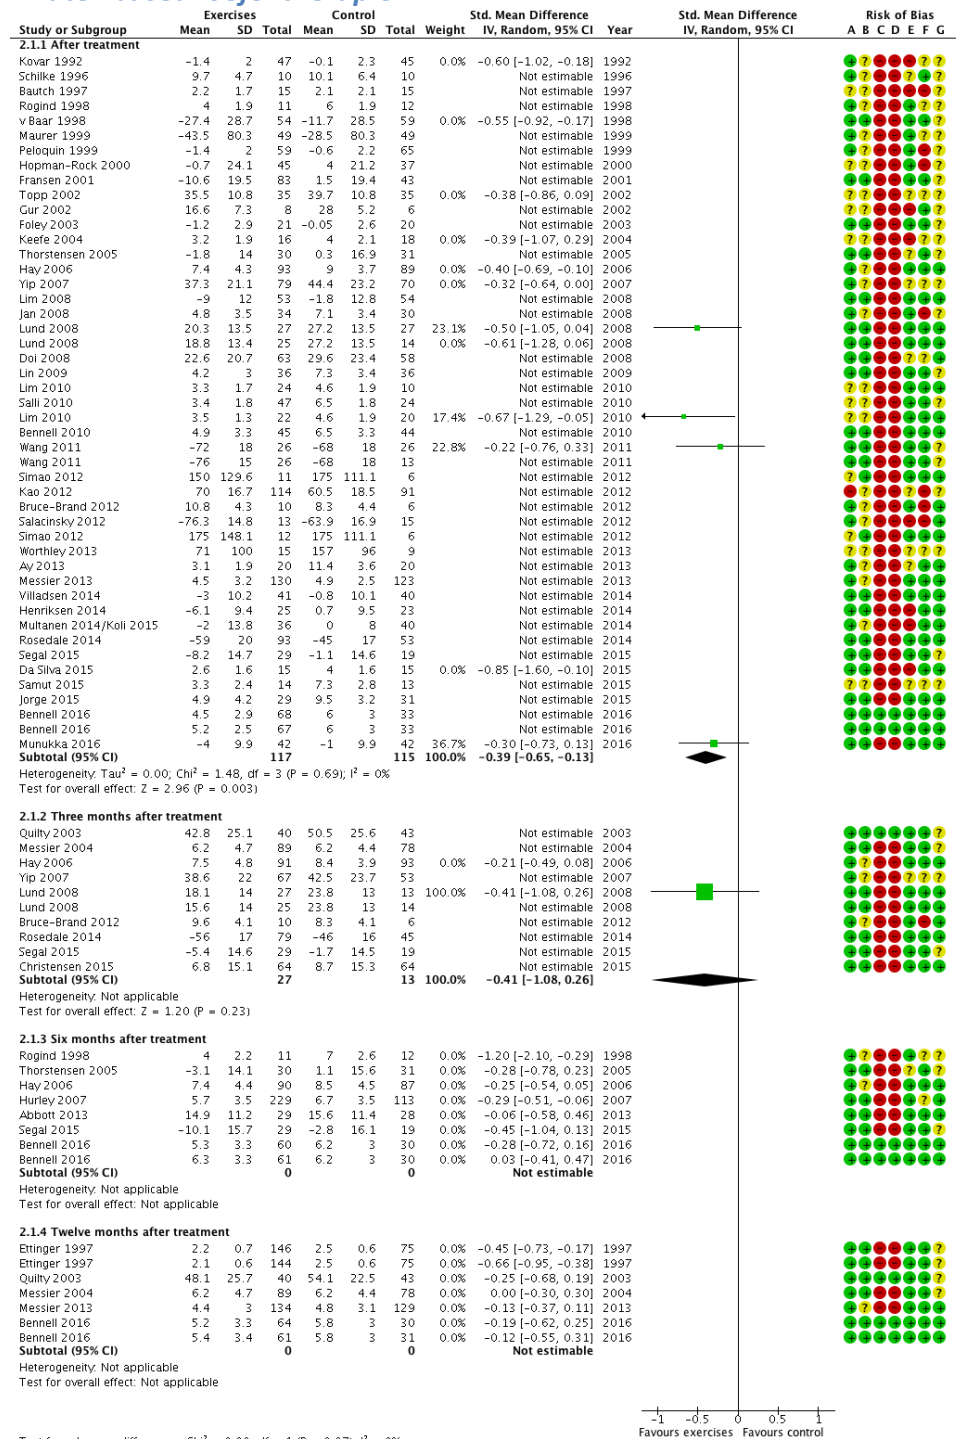 Exercises Control Std. Mean Difference Std. Mean Difference Risk of Bias
Study or Subgroup Mean SD Total Mean SD Total Weight IV, Random, 95% CI Year IV, Random, 95% CI A B C D E F G
2.1.1 After treatment
Kovar 1992 -1.4 2 47 -0.1 2.3 45 0.0% -0.60 [-1.02, -0.18] 1992
Schilke 1996 9.7 4.7 10 10.1 6.4 10 Not estimable 1996
Bautch 1997 2.2 1.7 15 2.1 2.1 15 Not estimable 1997
Rogind 1998 4 1.9 11 6 1.9 12 Not estimable 1998
v Baar 1998 -27.4 28.7 54 -11.7 28.5 59 0.0% -0.55 [-0.92, -0.17] 1998
Maurer 1999 -43.5 80.3 49 -28.5 80.3 49 Not estimable 1999
Peloquin 1999 -1.4 2 59 -0.6 2.2 65 Not estimable 1999
Hopman-Rock 2000 -0.7 24.1 45 4 21.2 37 Not estimable 2000
Fransen 2001 -10.6 19.5 83 1.5 19.4 43 Not estimable 2001
Topp 2002 35.5 10.8 35 39.7 10.8 35 0.0% -0.38 [-0.86, 0.09] 2002
Gur 2002 16.6 7.3 8 28 5.2 6 Not estimable 2002
Foley 2003 -1.2 2.9 21 -0.05 2.6 20 Not estimable 2003
Keefe 2004 3.2 1.9 16 4 2.1 18 0.0% -0.39 [-1.07, 0.29] 2004
Thorstensen 2005 -1.8 14 30 0.3 16.9 31 Not estimable 2005
Hay 2006 7.4 4.3 93 9 3.7 89 0.0% -0.40 [-0.69, -0.10] 2006
Yip 2007 37.3 21.1 79 44.4 23.2 70 0.0% -0.32 [-0.64, 0.00] 2007
Lim 2008 -9 12 53 -1.8 12.8 54 Not estimable 2008
Jan 2008 4.8 3.5 34 7.1 3.4 30 Not estimable 2008
Lund 2008 20.3 13.5 27 27.2 13.5 27 23.1% -0.50 [-1.05, 0.04] 2008
Lund 2008 18.8 13.4 25 27.2 13.5 14 0.0% -0.61 [-1.28, 0.06] 2008
Doi 2008 22.6 20.7 63 29.6 23.4 58 Not estimable 2008
Lin 2009 4.2 3 36 7.3 3.4 36 Not estimable 2009
Lim 2010 3.3 1.7 24 4.6 1.9 10 Not estimable 2010
Salli 2010 3.4 1.8 47 6.5 1.8 24 Not estimable 2010
Lim 2010 3.5 1.3 22 4.6 1.9 20 17.4% -0.67 [-1.29, -0.05] 2010
Bennell 2010 4.9 3.3 45 6.5 3.3 44 Not estimable 2010
Wang 2011 -72 18 26 -68 18 26 22.8% -0.22 [-0.76, 0.33] 2011
Wang 2011 -76 15 26 -68 18 13 Not estimable 2011
Simao 2012 150 129.6 11 175 111.1 6 Not estimable 2012
Kao 2012 70 16.7 114 60.5 18.5 91 Not estimable 2012
Bruce-Brand 2012 10.8 4.3 10 8.3 4.4 6 Not estimable 2012
Salacinsky 2012 -76.3 14.8 13 -63.9 16.9 15 Not estimable 2012
Simao 2012 175 148.1 12 175 111.1 6 Not estimable 2012
Worthley 2013 71 100 15 157 96 9 Not estimable 2013
Ay 2013 3.1 1.9 20 11.4 3.6 20 Not estimable 2013
Messier 2013 4.5 3.2 130 4.9 2.5 123 Not estimable 2013
Villadsen 2014 -3 10.2 41 -0.8 10.1 40 Not estimable 2014
Henriksen 2014 -6.1 9.4 25 0.7 9.5 23 Not estimable 2014
Multanen 2014/Koli 2015 -2 13.8 36 0 8 40 Not estimable 2014
Rosedale 2014 -59 20 93 -45 17 53 Not estimable 2014
Segal 2015 -8.2 14.7 29 -1.1 14.6 19 Not estimable 2015
Da Silva 2015 2.6 1.6 15 4 1.6 15 0.0% -0.85 [-1.60, -0.10] 2015
Samut 2015 3.3 2.4 14 7.3 2.8 13 Not estimable 2015
Jorge 2015 4.9 4.2 29 9.5 3.2 31 Not estimable 2015
Bennell 2016 4.5 2.9 68 6 3 33 Not estimable 2016
Bennell 2016 5.2 2.5 67 6 3 33 Not estimable 2016
Munukka 2016 -4 9.9 42 -1 9.9 42 36.7% -0.30 [-0.73, 0.13] 2016
Subtotal (95% CI) 117 115 100.0% -0.39 [-0.65, -0.13]
Heterogeneity: Tau² = 0.00; Chi² = 1.48, df = 3 (P = 0.69); I² = 0%
Test for overall effect: Z = 2.96 (P = 0.003)
2.1.2 Three months after treatment
Quilty 2003 42.8 25.1 40 50.5 25.6 43 Not estimable 2003
Messier 2004 6.2 4.7 89 6.2 4.4 78 Not estimable 2004
Hay 2006 7.5 4.8 91 8.4 3.9 93 0.0% -0.21 [-0.49, 0.08] 2006
Yip 2007 38.6 22 67 42.5 23.7 53 Not estimable 2007
Lund 2008 18.1 14 27 23.8 13 13 100.0% -0.41 [-1.08, 0.26] 2008
Lund 2008 15.6 14 25 23.8 13 14 Not estimable 2008
Bruce-Brand 2012 9.6 4.1 10 8.3 4.1 6 Not estimable 2012
Rosedale 2014 -56 17 79 -46 16 45 Not estimable 2014
Segal 2015 -5.4 14.6 29 -1.7 14.5 19 Not estimable 2015
Christensen 2015 6.8 15.1 64 8.7 15.3 64 Not estimable 2015
Subtotal (95% CI) 27 13 100.0% -0.41 [-1.08, 0.26]
Heterogeneity: Not applicable
Test for overall effect: Z = 1.20 (P = 0.23)
2.1.3 Six months after treatment
Rogind 1998 4 2.2 11 7 2.6 12 0.0% -1.20 [-2.10, -0.29] 1998
Thorstensen 2005 -3.1 14.1 30 1.1 15.6 31 0.0% -0.28 [-0.78, 0.23] 2005
Hay 2006 7.4 4.4 90 8.5 4.5 87 0.0% -0.25 [-0.54, 0.05] 2006
Hurley 2007 5.7 3.5 229 6.7 3.5 113 0.0% -0.29 [-0.51, -0.06] 2007
Abbott 2013 14.9 11.2 29 15.6 11.4 28 0.0% -0.06 [-0.58, 0.46] 2013
Segal 2015 -10.1 15.7 29 -2.8 16.1 19 0.0% -0.45 [-1.04, 0.13] 2015
Bennell 2016 5.3 3.3 60 6.2 3 30 0.0% -0.28 [-0.72, 0.16] 2016
Bennell 2016 6.3 3.3 61 6.2 3 30 0.0% 0.03 [-0.41, 0.47] 2016
Subtotal (95% CI) 0 0 Not estimable
Heterogeneity: Not applicable
Test for overall effect: Not applicable
2.1.4 Twelve months after treatment
Ettinger 1997 2.2 0.7 146 2.5 0.6 75 0.0% -0.45 [-0.73, -0.17] 1997
Ettinger 1997 2.1 0.6 144 2.5 0.6 75 0.0% -0.66 [-0.95, -0.38] 1997
Quilty 2003 48.1 25.7 40 54.1 22.5 43 0.0% -0.25 [-0.68, 0.19] 2003
Messier 2004 6.2 4.7 89 6.2 4.4 78 0.0% 0.00 [-0.30, 0.30] 2004
Messier 2013 4.4 3 134 4.8 3.1 129 0.0% -0.13 [-0.37, 0.11] 2013
Bennell 2016 5.2 3.3 64 5.8 3 30 0.0% -0.19 [-0.62, 0.25] 2016
Bennell 2016 5.4 3.4 61 5.8 3 31 0.0% -0.12 [-0.55, 0.31] 2016
Subtotal (95% CI) 0 0 Not estimable
Heterogeneity: Not applicable
Test for overall effect: Not applicable
-1 -0.5 0 0.5 1
Favours exercises Favours control